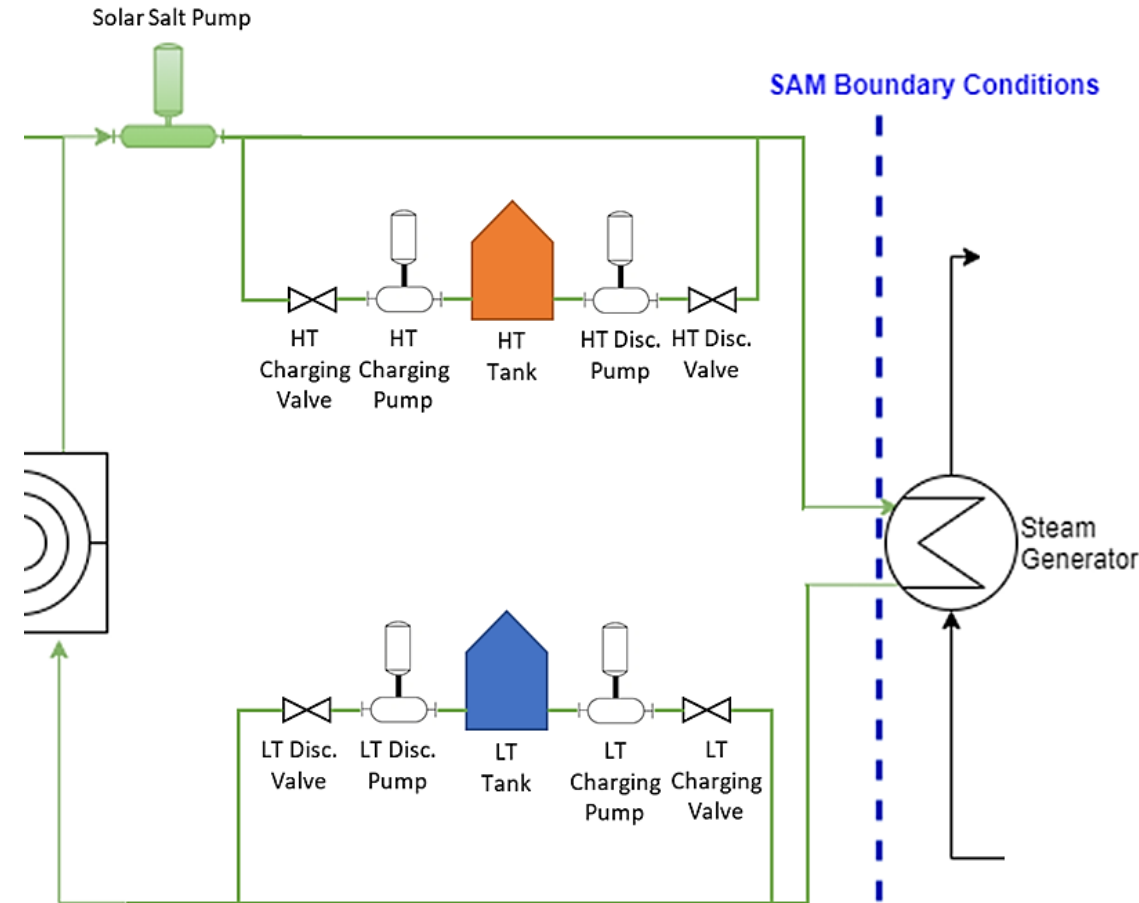 Solar Salt Pump
SAM Boundary Conditions
HT
Charging
Valve
HT
Charging
Pump
HT
Tank
HT Disc.
Pump
HT Disc.
Valve
Steam
Generator
LT Disc.
Valve
LT Disc.
Pump
LT
Tank
LT
Charging
Pump
LT
Charging
Valve